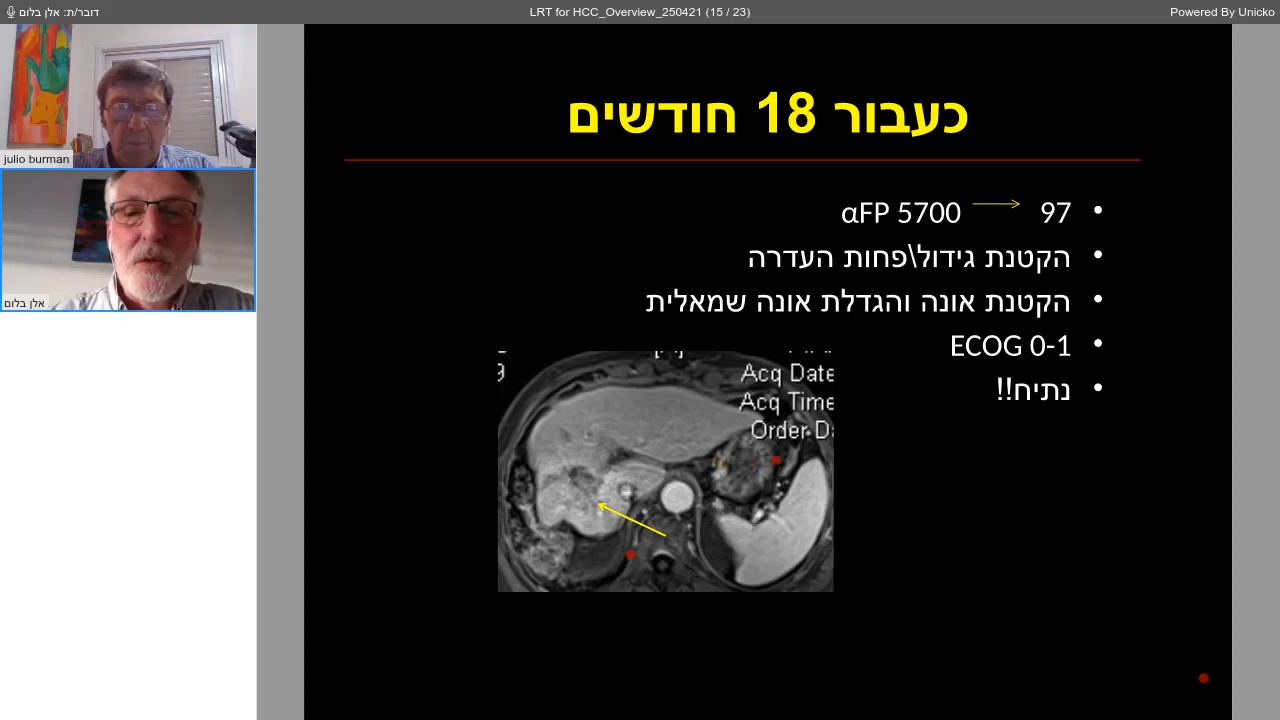 דובר/ת: אלן בלום
LRT for HCC_Overview_250421 (15 / 23)
Powered By Unicko
julio burman
אלן בלום
כעבור 18 חודשים
αFP 5700 → 97
הקטנת גידול\פחות העדרה
הקטנת אונה והגדלת אונה שמאלית
ECOG 0-1
נתיח!!
9
Acq Date
Acq Time
Order Da